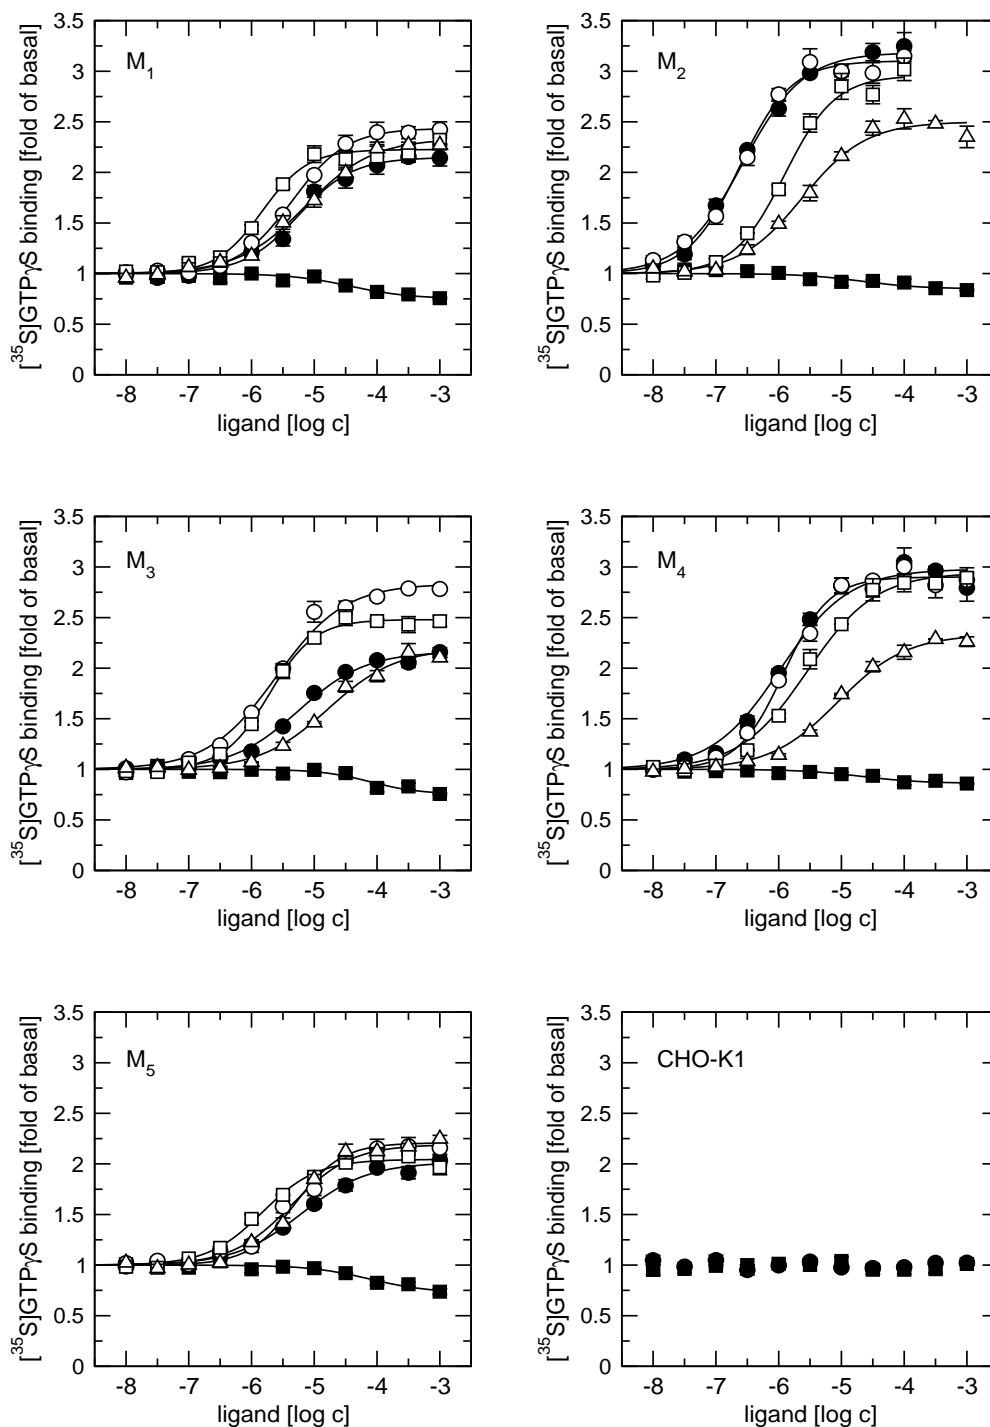 M1
[35S]GTPγS binding [fold of basal]
3.5
3
2.5
2
1.5
1
0.5
0
-8 -7 -6 -5 -4 -3
ligand [log c]
M2
[35S]GTPγS binding [fold of basal]
3.5
3
2.5
2
1.5
1
0.5
0
-8 -7 -6 -5 -4 -3
ligand [log c]
M3
[35S]GTPγS binding [fold of basal]
3.5
3
2.5
2
1.5
1
0.5
0
-8 -7 -6 -5 -4 -3
ligand [log c]
M4
[35S]GTPγS binding [fold of basal]
3.5
3
2.5
2
1.5
1
0.5
0
-8 -7 -6 -5 -4 -3
ligand [log c]
M5
[35S]GTPγS binding [fold of basal]
3.5
3
2.5
2
1.5
1
0.5
0
-8 -7 -6 -5 -4 -3
ligand [log c]
CHO-K1
[35S]GTPγS binding [fold of basal]
3.5
3
2.5
2
1.5
1
0.5
0
-8 -7 -6 -5 -4 -3
ligand [log c]